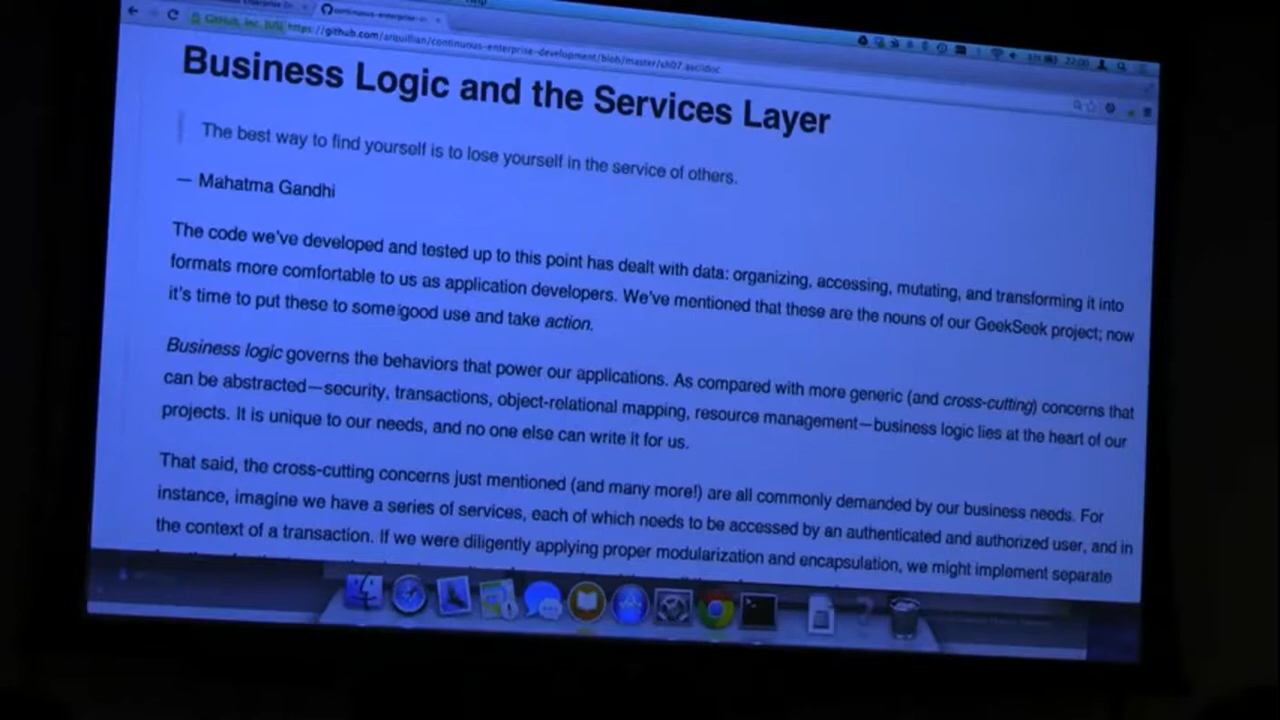 continuous-enterprise-
GitHub, Inc. [US] https://github.com/arquillian/continuous-enterprise-development/blob/master/ch07.asciidoc
22:00
Business Logic and the Services Layer
The best way to find yourself is to lose yourself in the service of others.
— Mahatma Gandhi
The code we've developed and tested up to this point has dealt with data: organizing, accessing, mutating, and transforming it into
formats more comfortable to us as application developers. We've mentioned that these are the nouns of our GeekSeek project; now
it's time to put these to some good use and take action.
Business logic governs the behaviors that power our applications. As compared with more generic (and cross-cutting) concerns that
can be abstracted—security, transactions, object-relational mapping, resource management—business logic lies at the heart of our
projects. It is unique to our needs, and no one else can write it for us.
That said, the cross-cutting concerns just mentioned (and many more!) are all commonly demanded by our business needs. For
instance, imagine we have a series of services, each of which needs to be accessed by an authenticated and authorized user, and in
the context of a transaction. If we were diligently applying proper modularization and encapsulation, we might implement separate